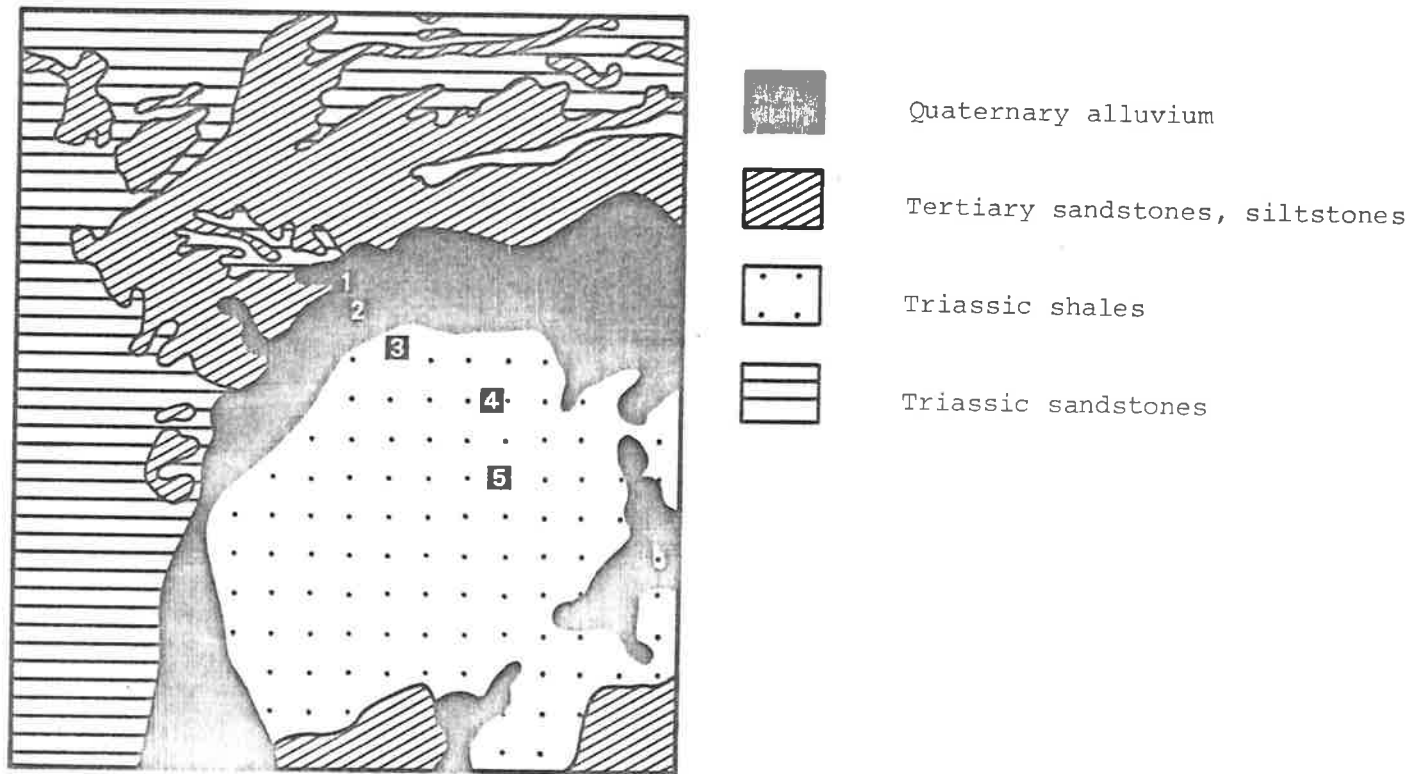 Quaternary alluvium
Tertiary sandstones, siltstones
1
2
Triassic shales
3
4
Triassic sandstones
5